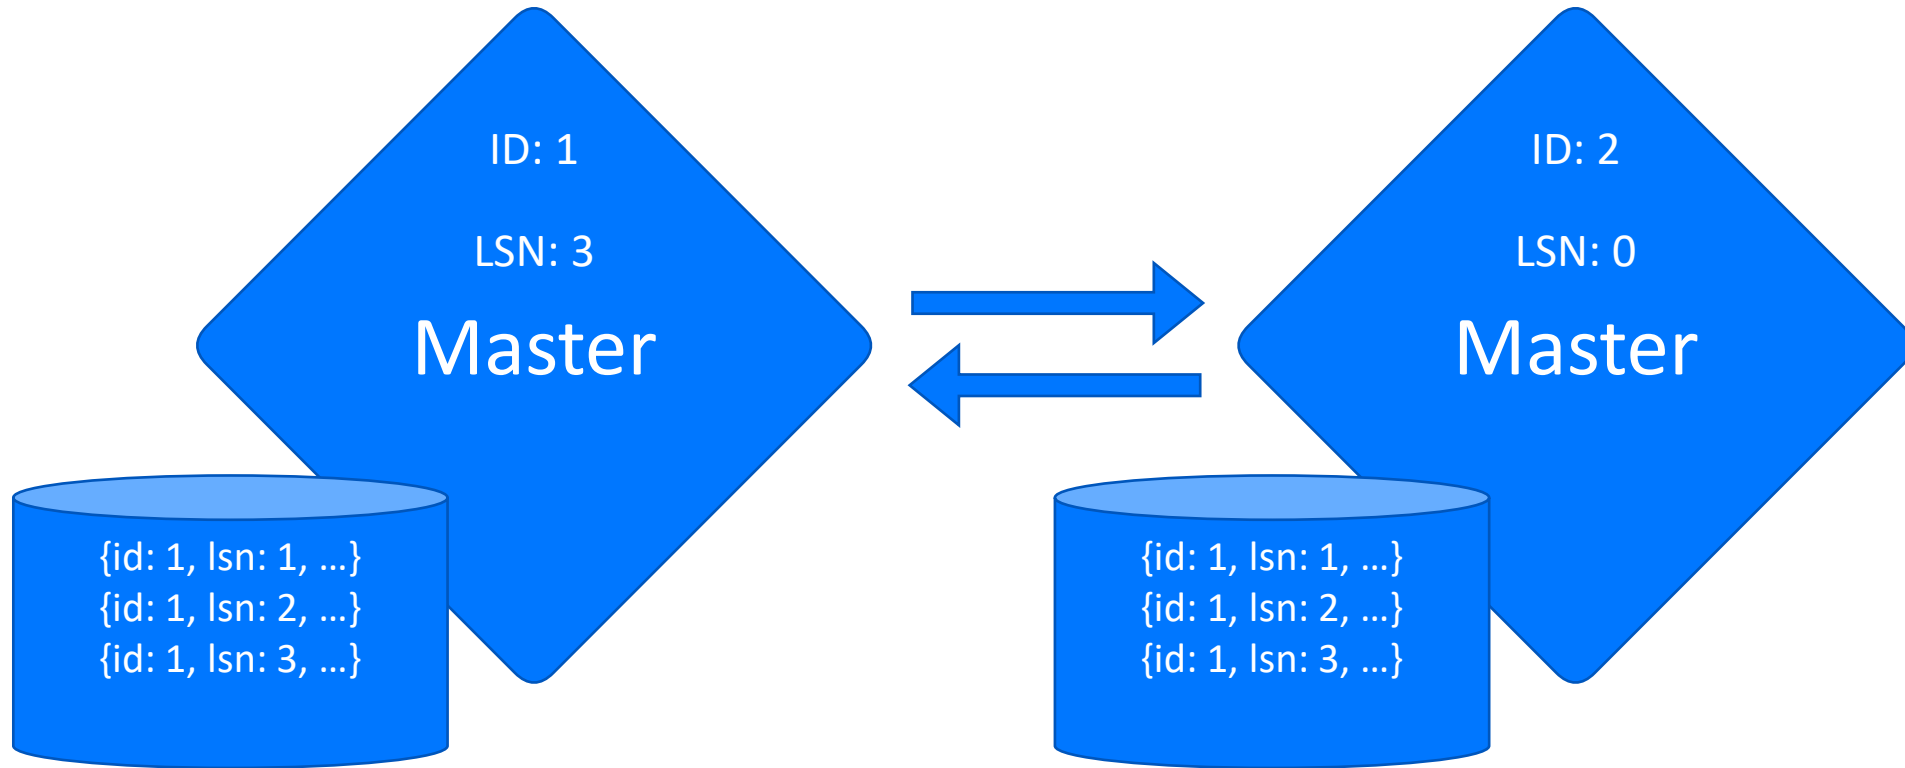 ID: 1
LSN: 3
Master
{id: 1, lsn: 1, …}
{id: 1, lsn: 2, …}
{id: 1, lsn: 3, …}
ID: 2
LSN: 0
Master
{id: 1, lsn: 1, …}
{id: 1, lsn: 2, …}
{id: 1, lsn: 3, …}